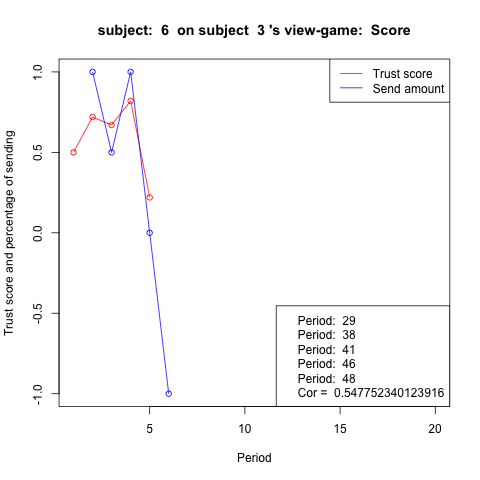 subject:  6  on subject  3 's view-game:  Score
Trust score
Send amount
Trust score and percentage of sending
1.0
0.5
0.0
-0.5
-1.0
Period:  29
Period:  38
Period:  41
Period:  46
Period:  48
Cor =  0.547752340123916
5
10
15
20
Period